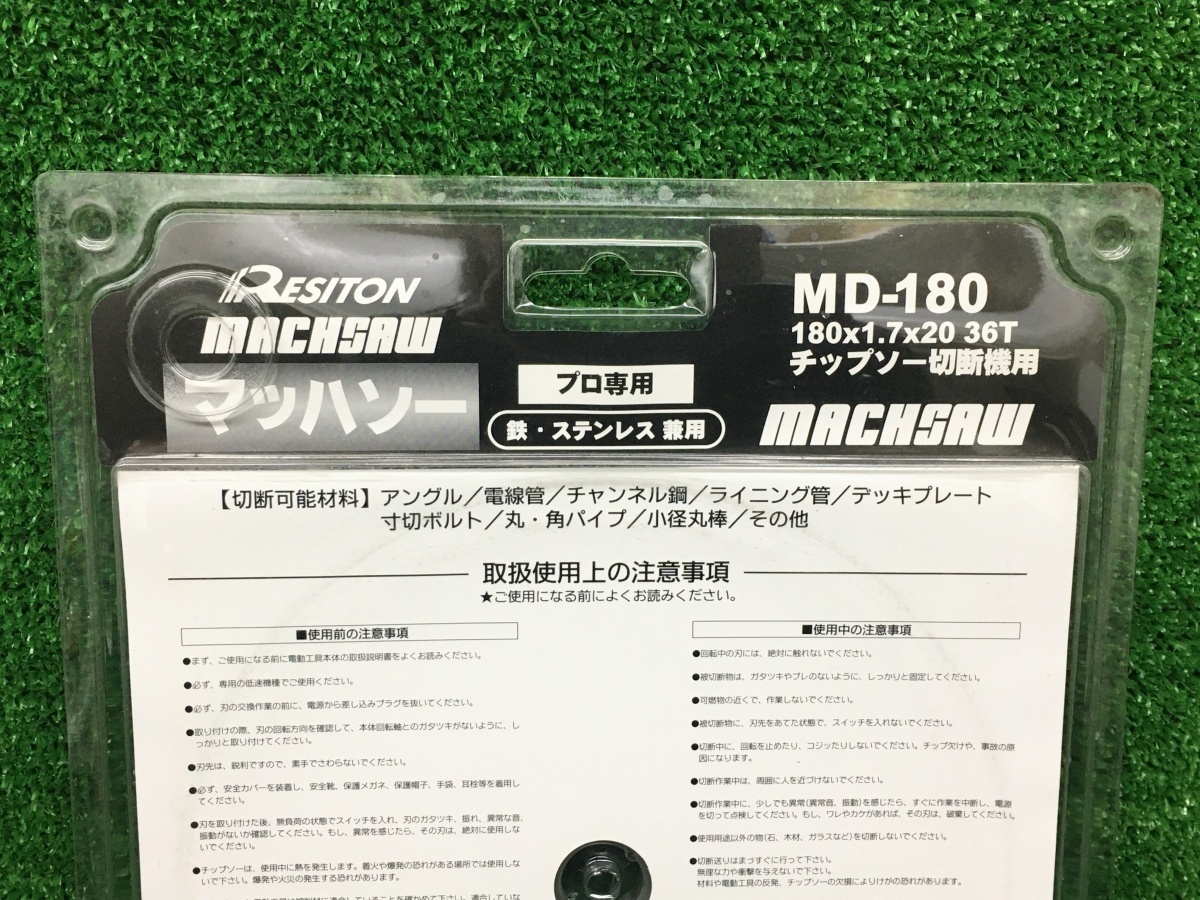 RESITON
MACHSAW
マッハソー
プロ専用
鉄・ステンレス 兼用
MD-180
180x1.7x20 36T
チップソー切断機用
MACHSAW
【切断可能材料】アングル／電線管／チャンネル鋼／ライニング管／デッキプレート
寸切ボルト／丸・角パイプ／小径丸棒／その他
取扱使用上の注意事項
★ご使用になる前によくお読みください。
■使用前の注意事項
●まず、ご使用になる前に電動工具本体の取扱説明書をよくお読みください。
●必ず、専用の低速機種でご使用ください。
●必ず、刃の交換作業の前に、電源から差し込みプラグを抜いてください。
●取り付けの際、刃の回転方向を確認して、本体回転軸とのガタツキがないように、し
っかりと取り付けてください。
●刃先は、鋭利ですので、素手でさわらないでください。
●必ず、安全カバーを装着し、安全靴、保護メガネ、保護帽子、手袋、耳栓等を着用し
てください。
●刃を取り付けた後、無負荷の状態でスイッチを入れ、刃のガタツキ、振れ、異常な音、
振動がないか確認してください。もし、異常を感じたら、その刃は、絶対に使用しな
いでください。
●チップソーは、使用中に熱を発生します。着火や爆発の恐れがある場所では使用しな
いで下さい。爆発や火災の発生する恐れがあります。
■使用中の注意事項
●回転中の刃には、絶対に触れないでください。
●被切断物は、ガタツキやブレのないように、しっかりと固定してください。
●可燃物の近くで、作業しないでください。
●被切断物に、刃先をあてた状態で、スイッチを入れないでください。
●切断中に、回転を止めたり、コジッたりしないでください。チップ欠けや、事故の原
因になります。
●切断作業中は、周囲に人を近づけないでください。
●切断作業中に、少しでも異常(異常音、振動)を感じたら、すぐに作業を中断し、電源
を切って点検してください。もし、ワレやカケがあれば、その刃は、破棄してください。
●使用用途以外の物(石、木材、ガラスなど)を切断しないでください。
●切断送りはまっすぐに行って下さい。
無理な力や衝撃を与えないで下さい。
材料や電動工具の反発、チップソーの欠損によりけがの恐れがあります。